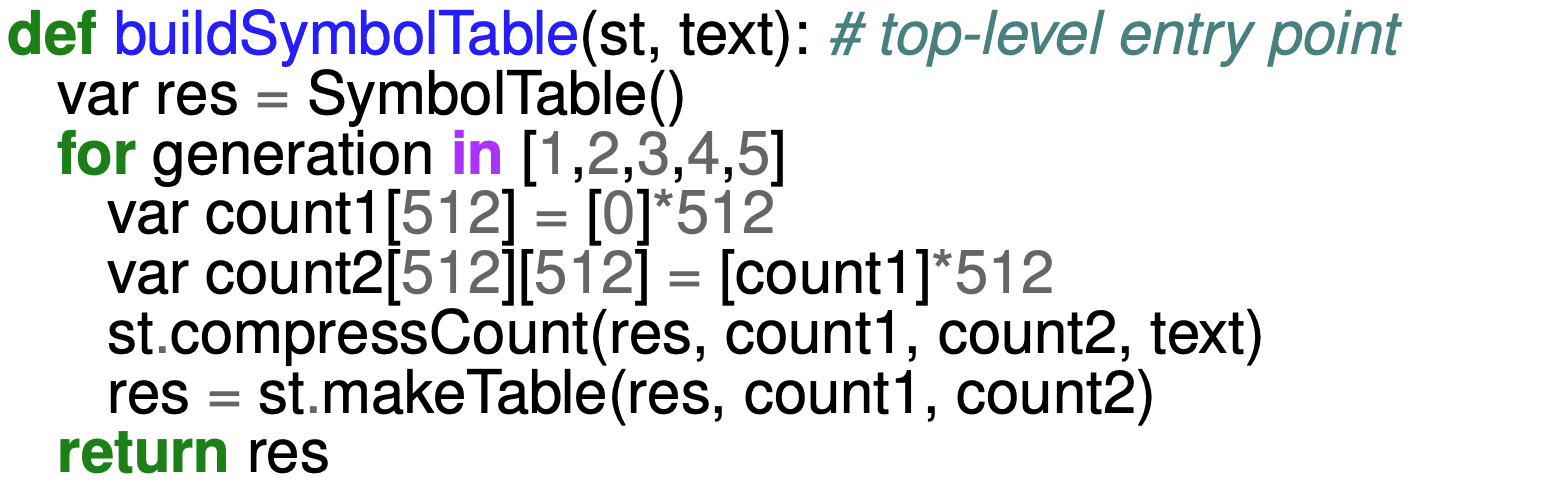 def buildSymbolTable(st, text): # top-level entry point
var res = SymbolTable()
for generation in [1,2,3,4,5]
var count1[512] = [0]*512
var count2[512][512] = [count1]*512
st.compressCount(res, count1, count2, text)
res = st.makeTable(res, count1, count2)
return res